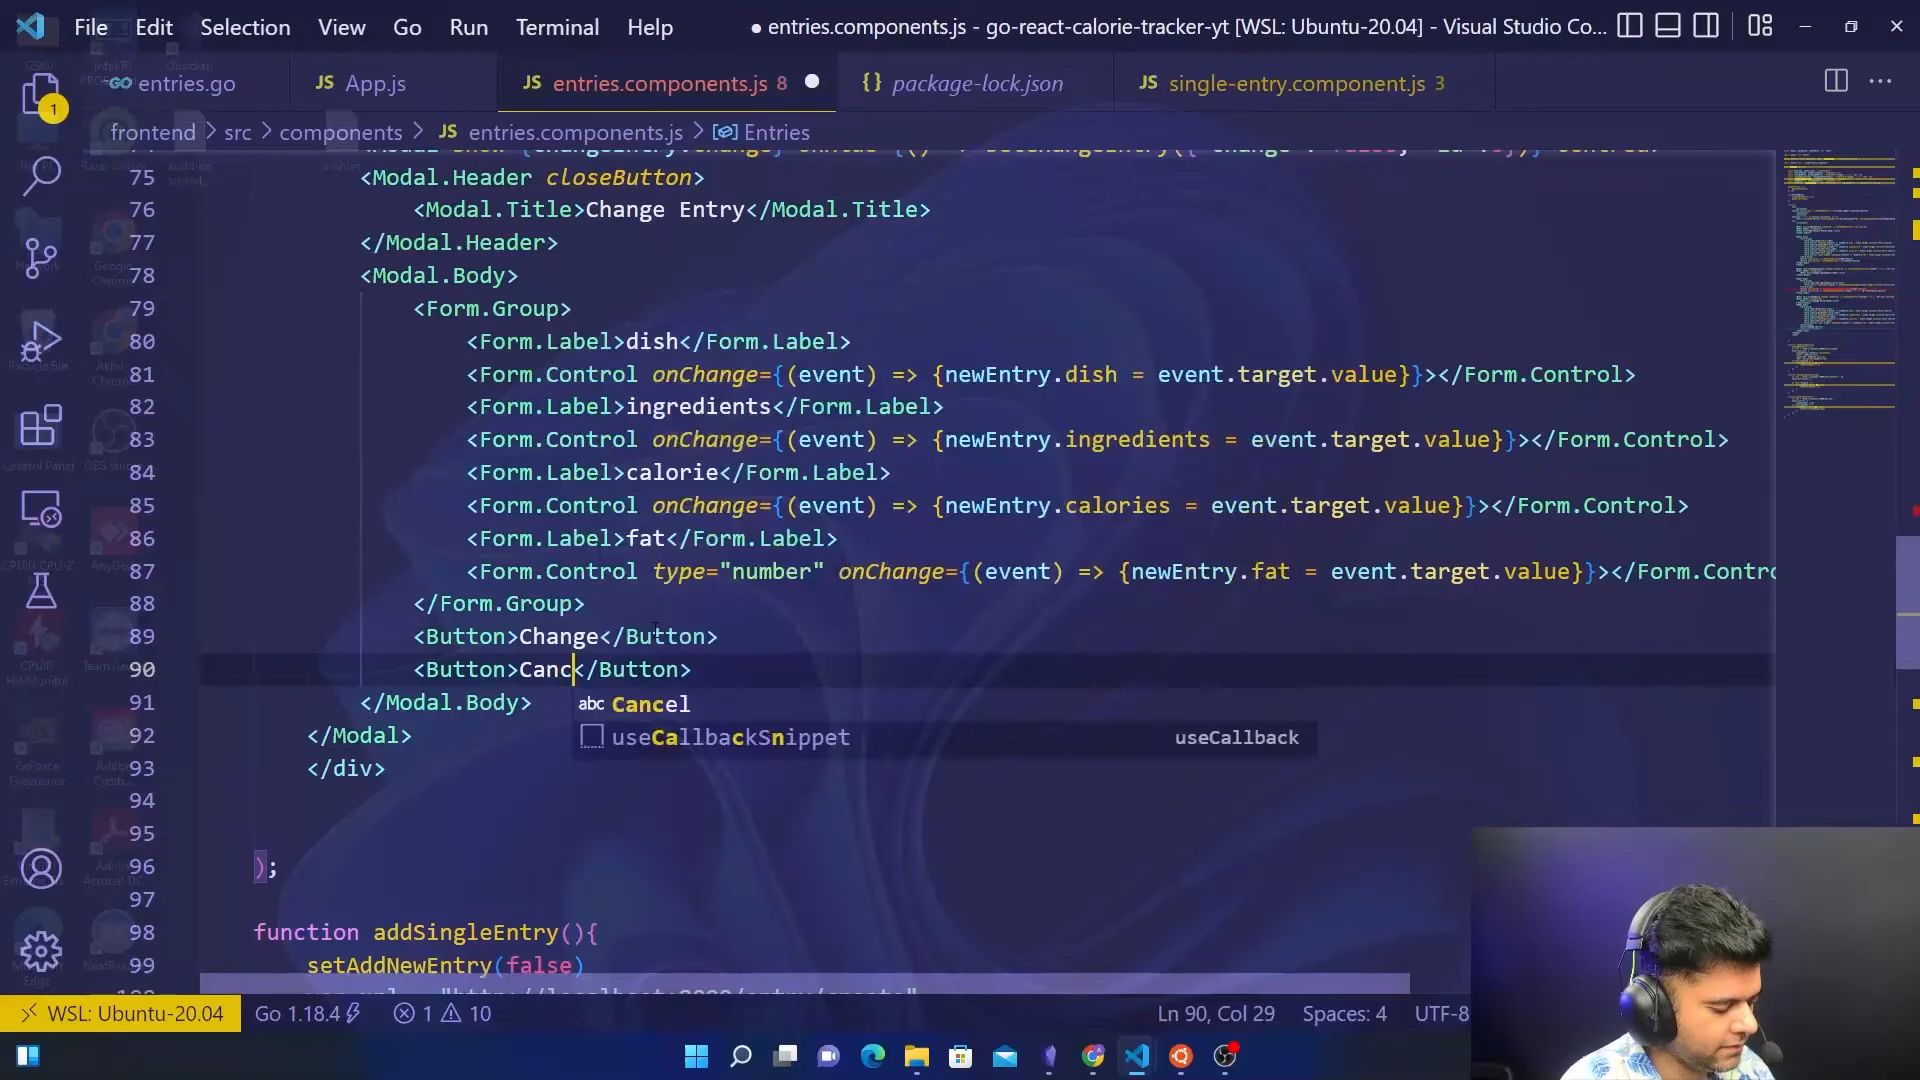 File Edit Selection View Go Run Terminal Help
● entries.components.js - go-react-calorie-tracker-yt [WSL: Ubuntu-20.04] - Visual Studio Co...
entries.go
JS App.js
JS entries.components.js 8
{} package-lock.json
JS single-entry.component.js 3
1
frontend > src > components > JS entries.components.js > Entries
75 <Modal.Header closeButton>
76 <Modal.Title>Change Entry</Modal.Title>
77 </Modal.Header>
78 <Modal.Body>
79 <Form.Group>
80 <Form.Label>dish</Form.Label>
81 <Form.Control onChange={(event) => {newEntry.dish = event.target.value}}></Form.Control>
82 <Form.Label>ingredients</Form.Label>
83 <Form.Control onChange={(event) => {newEntry.ingredients = event.target.value}}></Form.Control>
84 <Form.Label>calorie</Form.Label>
85 <Form.Control onChange={(event) => {newEntry.calories = event.target.value}}></Form.Control>
86 <Form.Label>fat</Form.Label>
87 <Form.Control type="number" onChange={(event) => {newEntry.fat = event.target.value}}></Form.Contro
88 </Form.Group>
89 <Button>Change</Button>
90 <Button>Canc</Button>
91 </Modal.Body>
abc Cancel
92 </Modal>
useCallbackSnippet useCallback
93 </div>
94
95
96 );
97
98 function addSingleEntry(){
99 setAddNewEntry(false)
WSL: Ubuntu-20.04
Go 1.18.4
1 10
Ln 90, Col 29
Spaces: 4
UTF-8